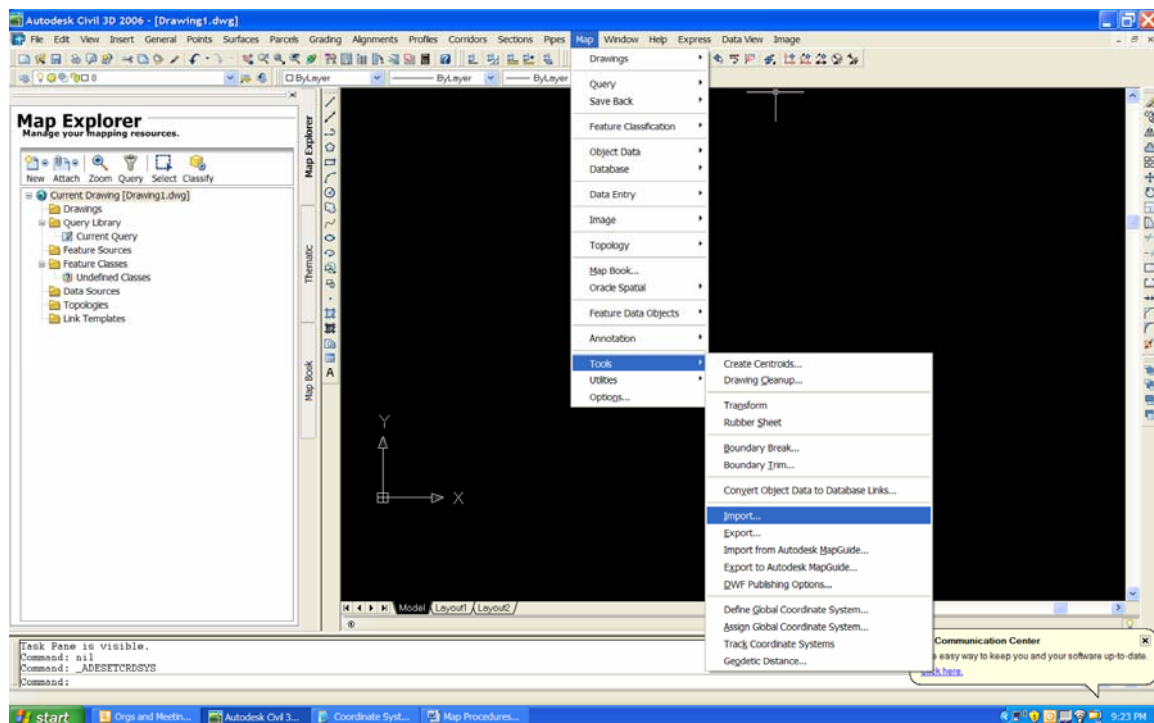 Autodesk Civil 3D 2006 - [Drawing1.dwg]
File Edit View Insert General Points Surfaces Parcels Grading Alignments Profiles Corridors Sections Pipes Map Window Help Express Data View Image
0
ByLayer
ByLayer
ByLayer
Map Explorer
Manage your mapping resources.
New Attach Zoom Query Select Classify
Current Drawing [Drawing1.dwg]
Drawings
Query Library
Current Query
Feature Sources
Feature Classes
Undefined Classes
Data Sources
Topologies
Link Templates
Map Explorer
Thematic
Map Book
A
Drawings
Query
Save Back
Feature Classification
Object Data
Database
Data Entry
Image
Topology
Map Book...
Oracle Spatial
Feature Data Objects
Annotation
Tools
Utilities
Options...
Create Centroids...
Drawing Cleanup...
Transform
Rubber Sheet
Boundary Break...
Boundary Trim...
Convert Object Data to Database Links...
Import...
Export...
Import from Autodesk MapGuide...
Export to Autodesk MapGuide...
DWF Publishing Options...
Define Global Coordinate System...
Assign Global Coordinate System...
Track Coordinate Systems
Geodetic Distance...
Y
X
Model Layout1 Layout2
Task Pane is visible.
Command: nil
Command: _ADESETCRDSYS
Command:
Communication Center
easy way to keep you and your software up-to-date.
Click here.
start
Orgs and Meetin...
Autodesk Civil 3...
Coordinate Syst...
Map Procedures...
9:23 PM